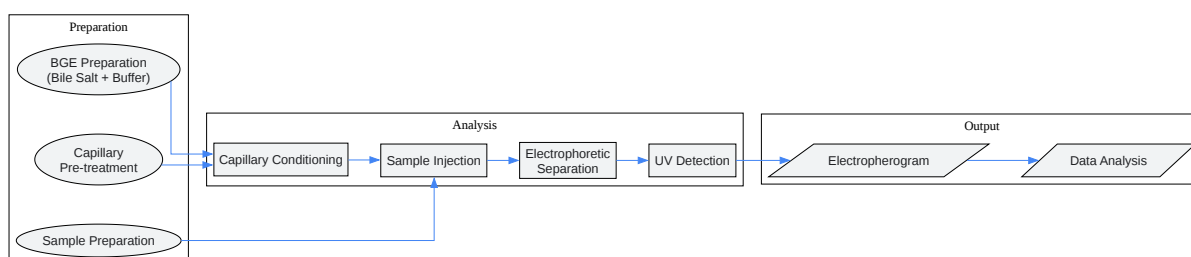 Preparation
BGE Preparation
(Bile Salt + Buffer)
Capillary
Pre-treatment
Sample Preparation
Analysis
Capillary Conditioning
Sample Injection
Electrophoretic
Separation
UV Detection
Output
Electropherogram
Data Analysis